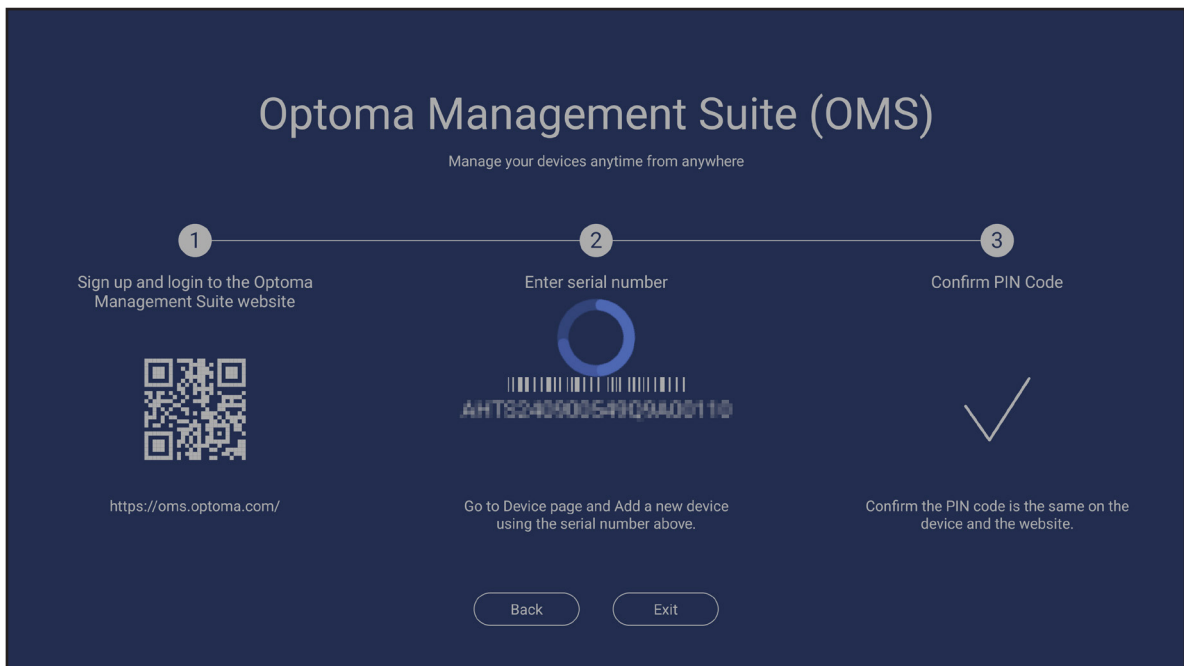 Optoma Management Suite (OMS)
Manage your devices anytime from anywhere
1
2
3
Sign up and login to the Optoma
Management Suite website
Enter serial number
Confirm PIN Code
https://oms.optoma.com/
Go to Device page and Add a new device
using the serial number above.
Confirm the PIN code is the same on the
device and the website.
Back
Exit